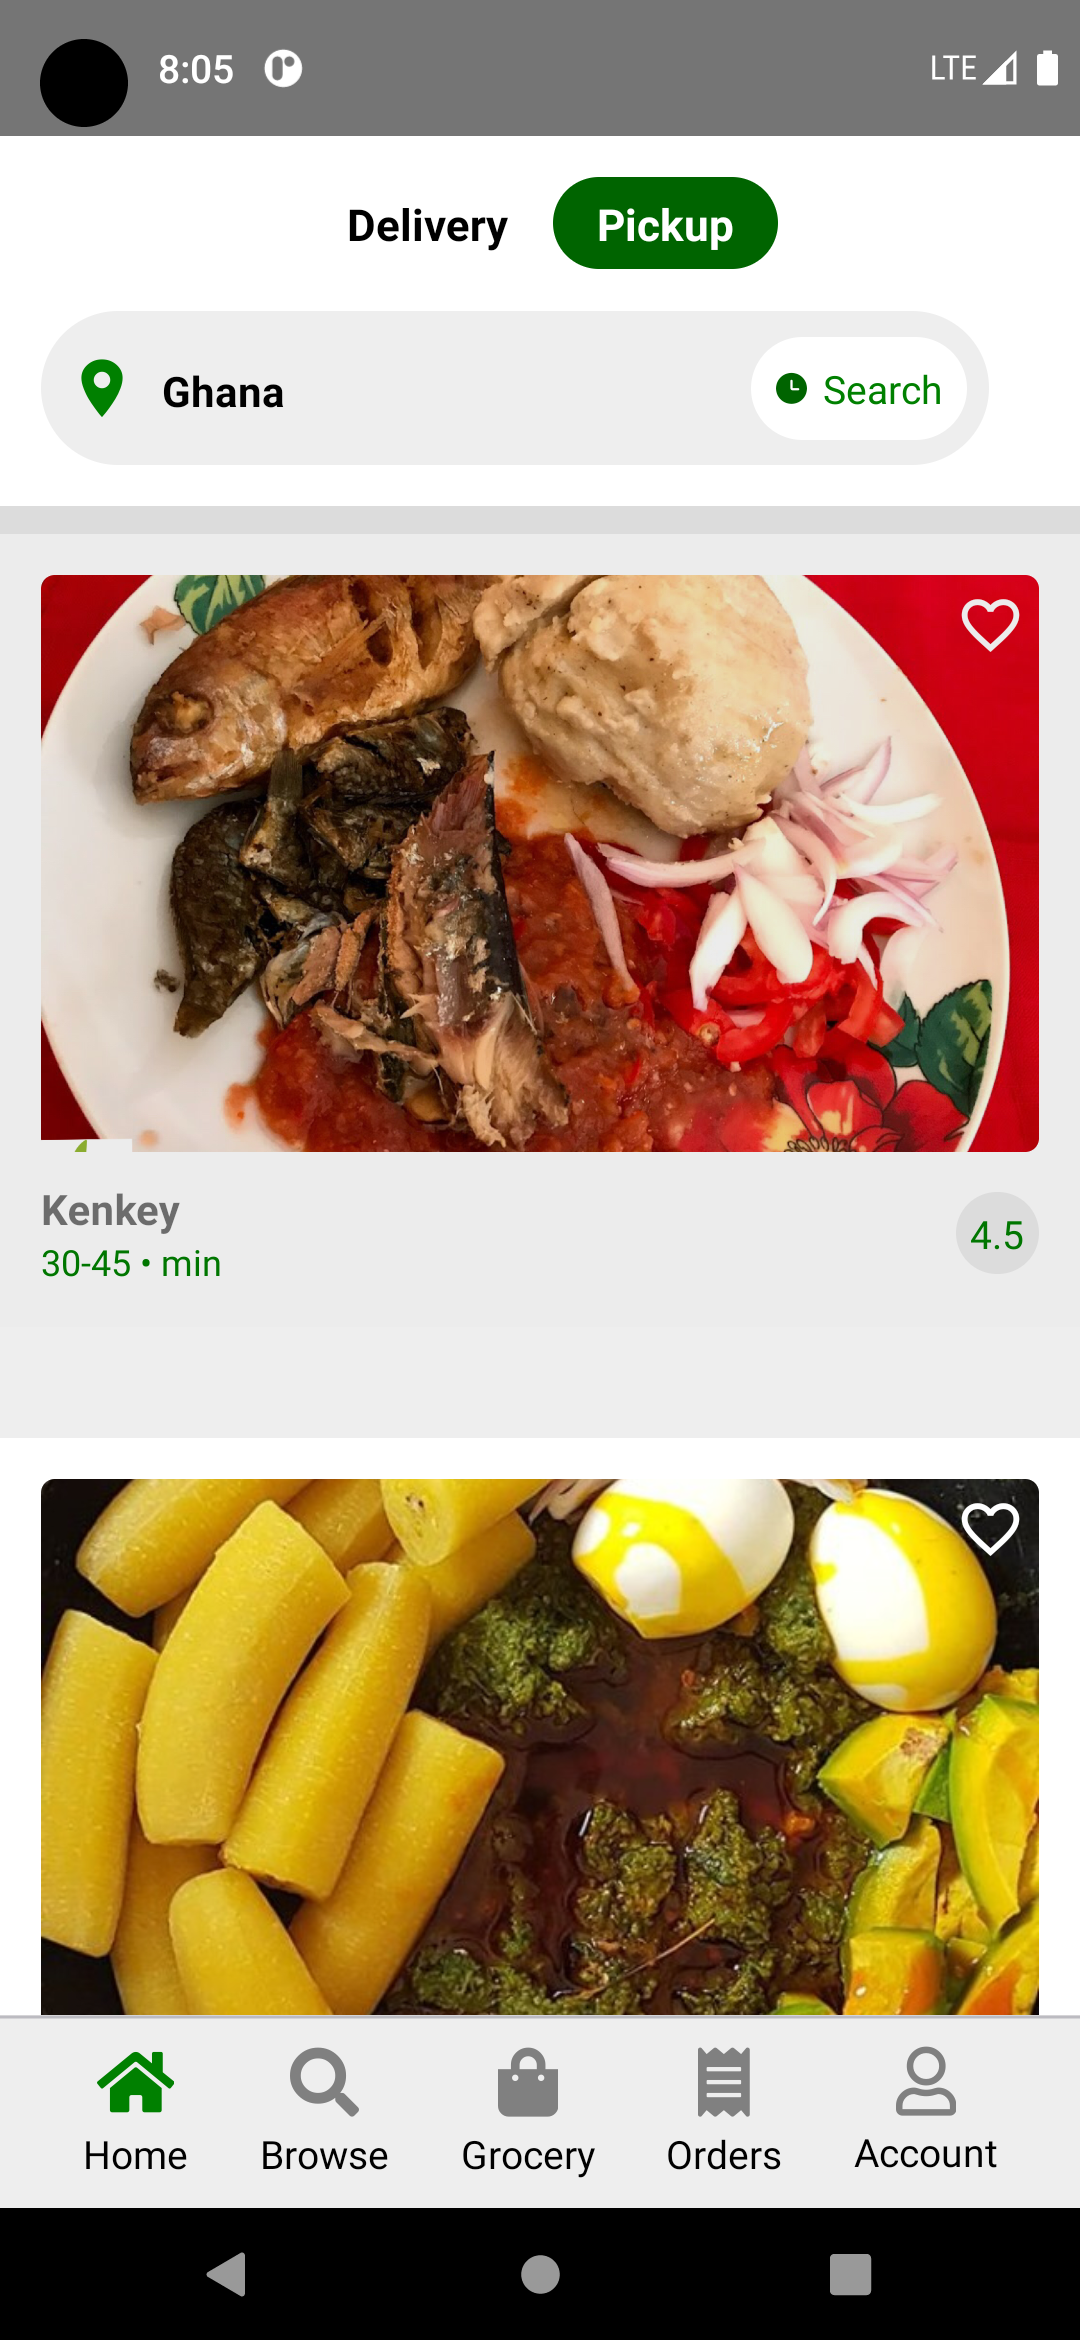 8:05
LTE
Delivery
Pickup
Ghana
Search
Kenkey
30-45 • min
4.5
Home
Browse
Grocery
Orders
Account